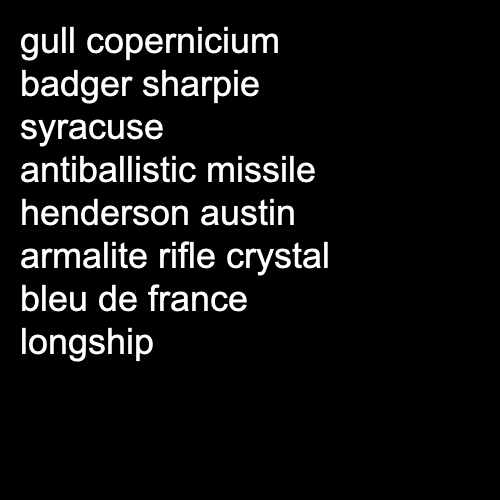 gull copernicium
badger sharpie
syracuse
antiballistic missile
henderson austin
armalite rifle crystal
bleu de france
longship